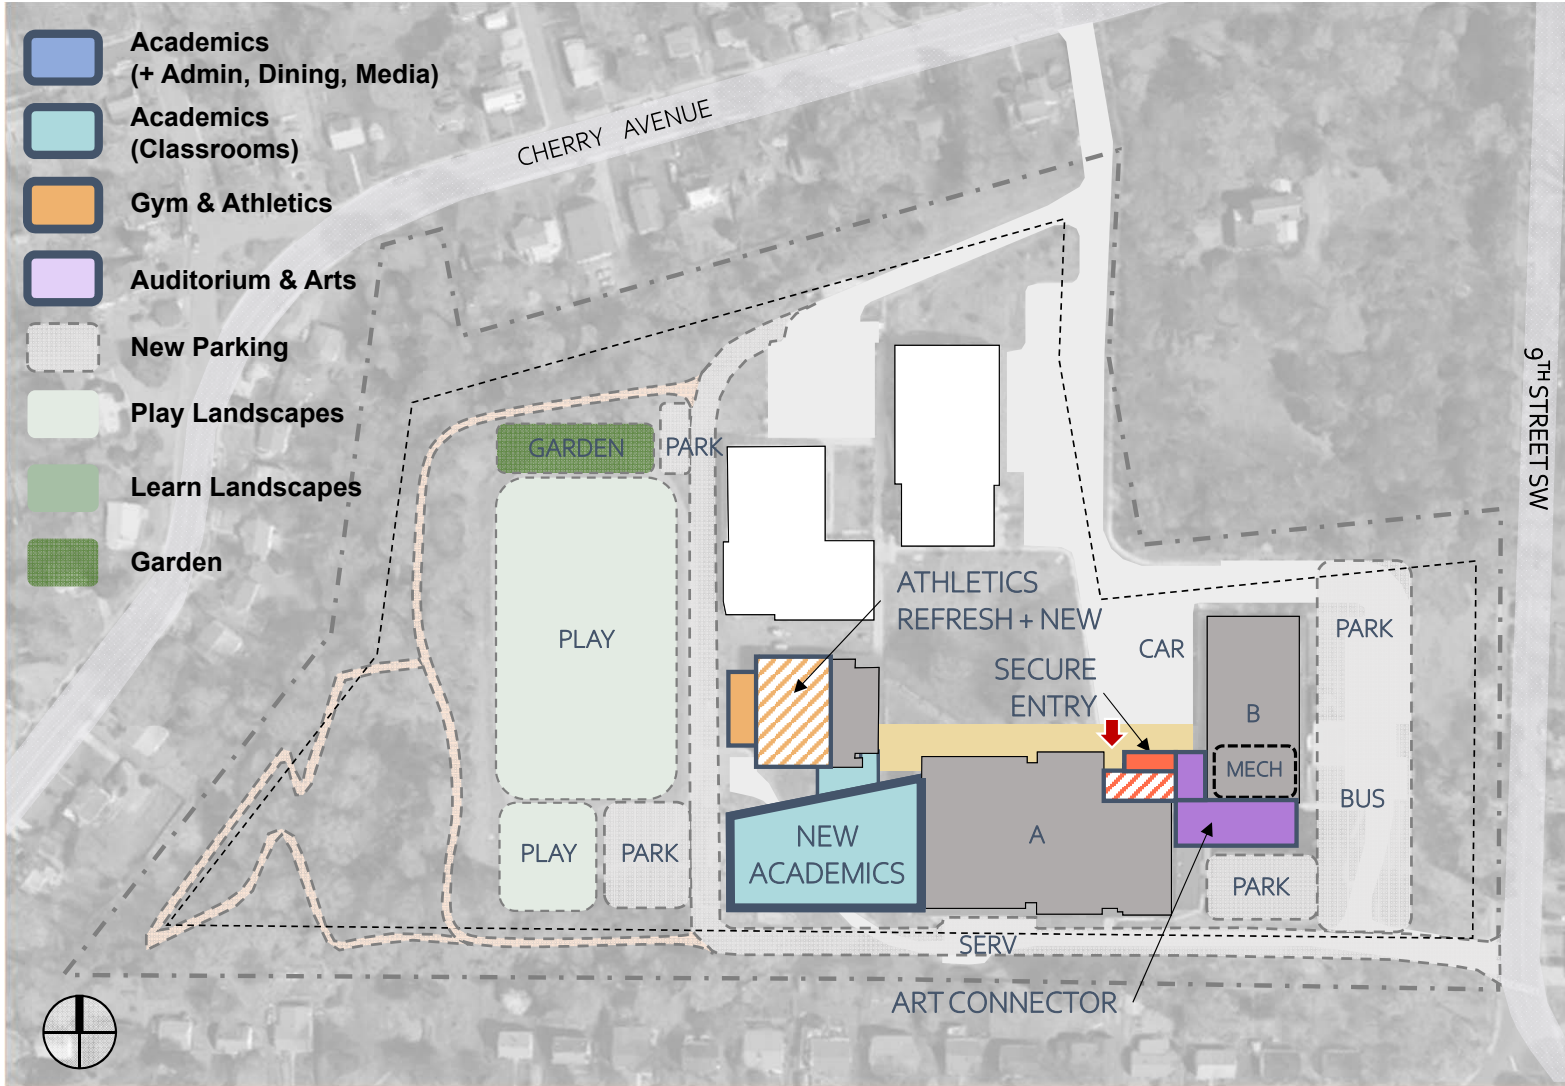 Academics
(+ Admin, Dining, Media)
Academics
(Classrooms)
Gym & Athletics
Auditorium & Arts
New Parking
Play Landscapes
Learn Landscapes
Garden
CHERRY AVENUE
9TH STREET SW
GARDEN
PARK
PLAY
ATHLETICS
REFRESH + NEW
SECURE
ENTRY
CAR
PARK
B
MECH
BUS
PLAY
PARK
NEW
ACADEMICS
A
PARK
SERV
ART CONNECTOR